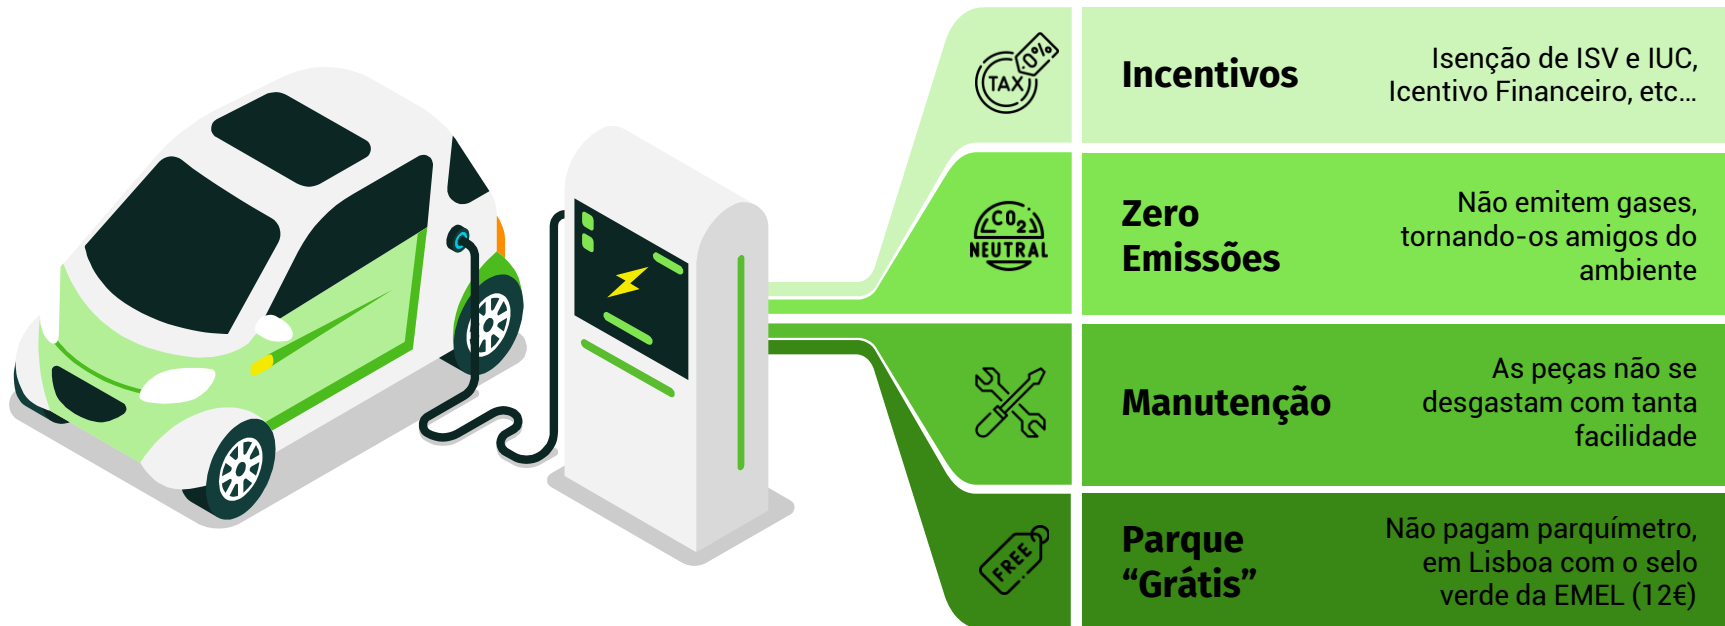 TAX 0%
Incentivos
Isenção de ISV e IUC,
Icentivo Financeiro, etc...
CO2
NEUTRAL
Zero
Emissões
Não emitem gases,
tornando-os amigos do
ambiente
Manutenção
As peças não se
desgastam com tanta
facilidade
FREE
Parque
“Grátis”
Não pagam parquímetro,
em Lisboa com o selo
verde da EMEL (12€)